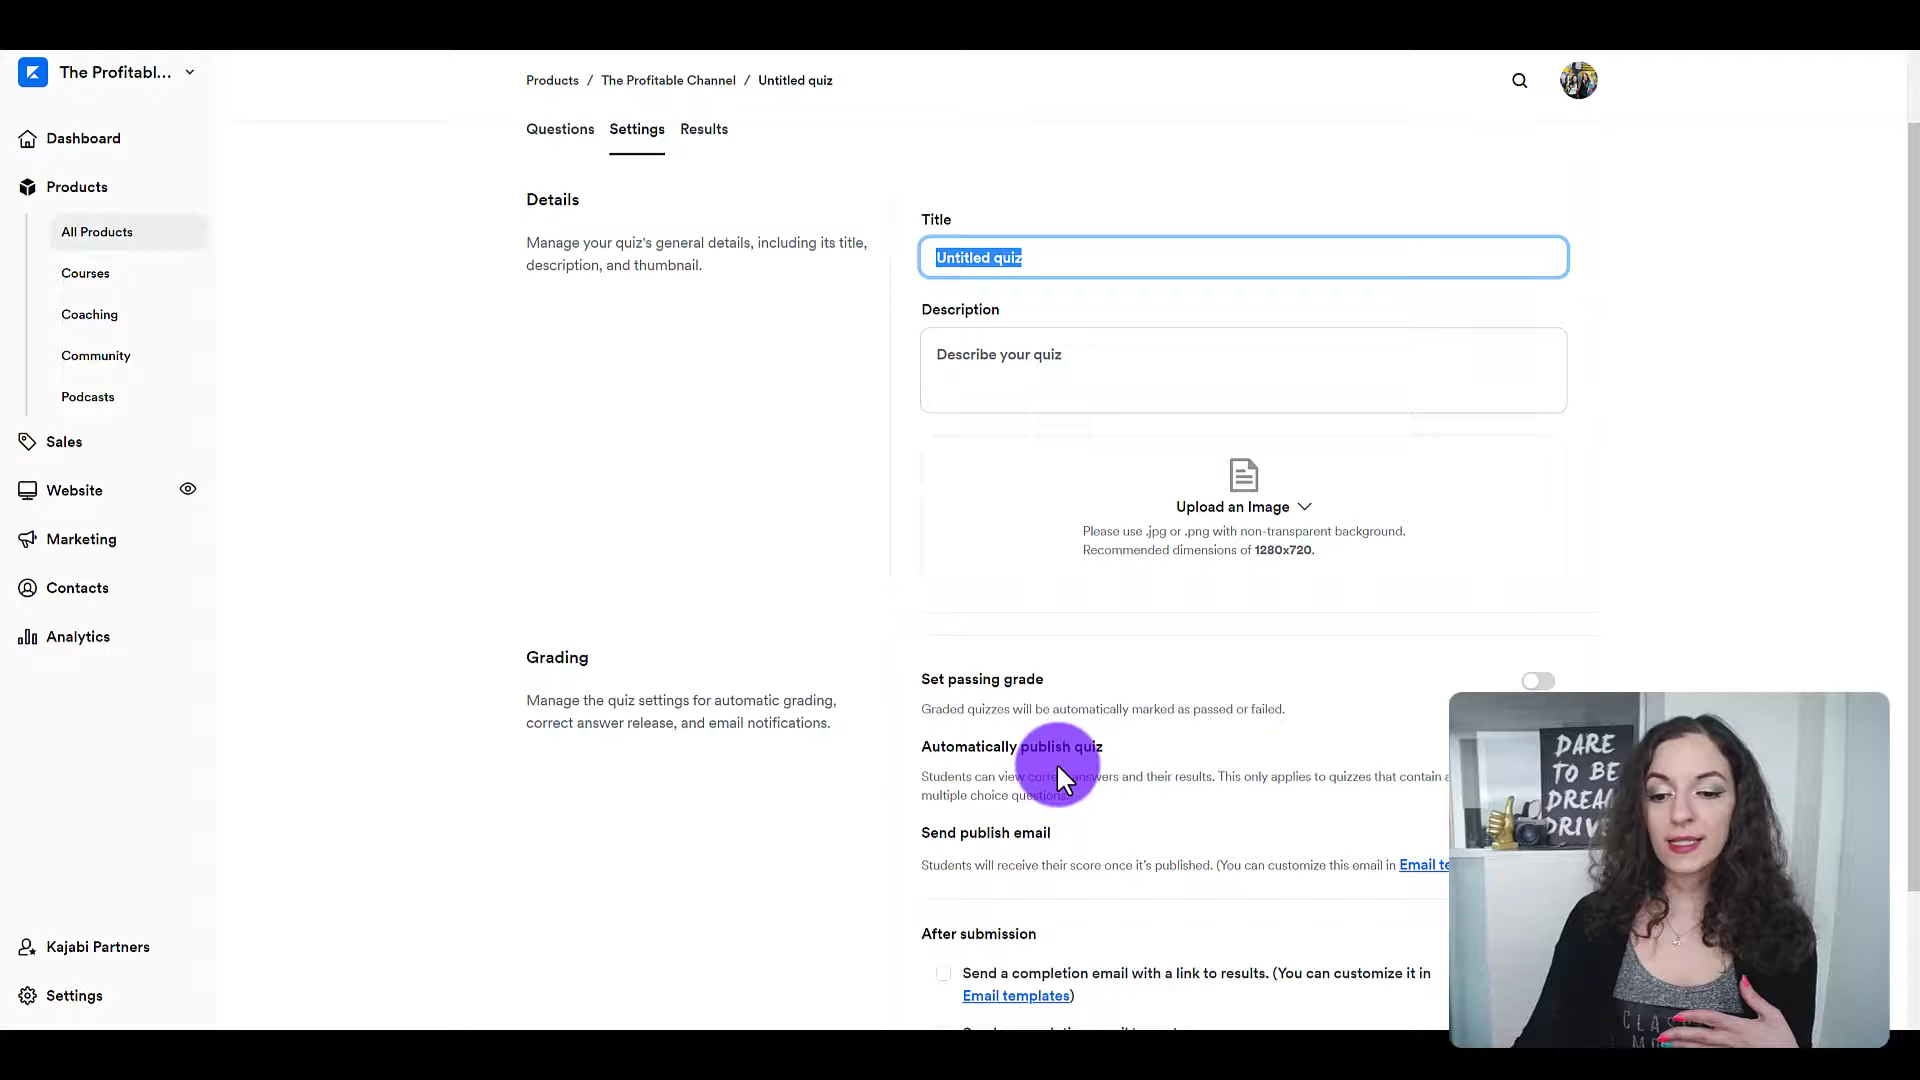 The Profitabl...
Products / The Profitable Channel / Untitled quiz
Dashboard
Products
All Products
Courses
Coaching
Community
Podcasts
Sales
Website
Marketing
Contacts
Analytics
Kajabi Partners
Settings
Questions Settings Results
Details
Manage your quiz's general details, including its title,
description, and thumbnail.
Title
Untitled quiz
Description
Describe your quiz
Upload an Image
Please use .jpg or .png with non-transparent background.
Recommended dimensions of 1280x720.
Grading
Manage the quiz settings for automatic grading,
correct answer release, and email notifications.
Set passing grade
Graded quizzes will be automatically marked as passed or failed.
Automatically publish quiz
Students can view correct answers and their results. This only applies to quizzes that contain a
multiple choice questions.
Send publish email
Students will receive their score once it's published. (You can customize this email in Email te
After submission
Send a completion email with a link to results. (You can customize it in
Email templates)
DARE
TO BE
DREAM
DRIV